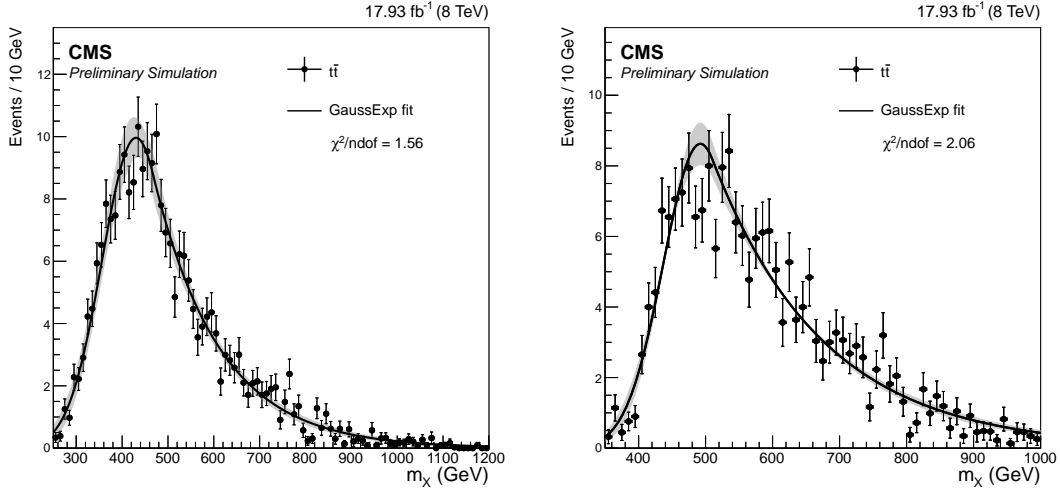 17.93 fb⁻¹ (8 TeV)
Events / 10 GeV
CMS
Preliminary Simulation
tt̄
GaussExp fit
χ²/ndof = 1.56
12
10
8
6
4
2
0
300 400 500 600 700 800 900 1000 1100 1200
m_X (GeV)
17.93 fb⁻¹ (8 TeV)
Events / 10 GeV
CMS
Preliminary Simulation
tt̄
GaussExp fit
χ²/ndof = 2.06
10
8
6
4
2
0
400 500 600 700 800 900 1000
m_X (GeV)